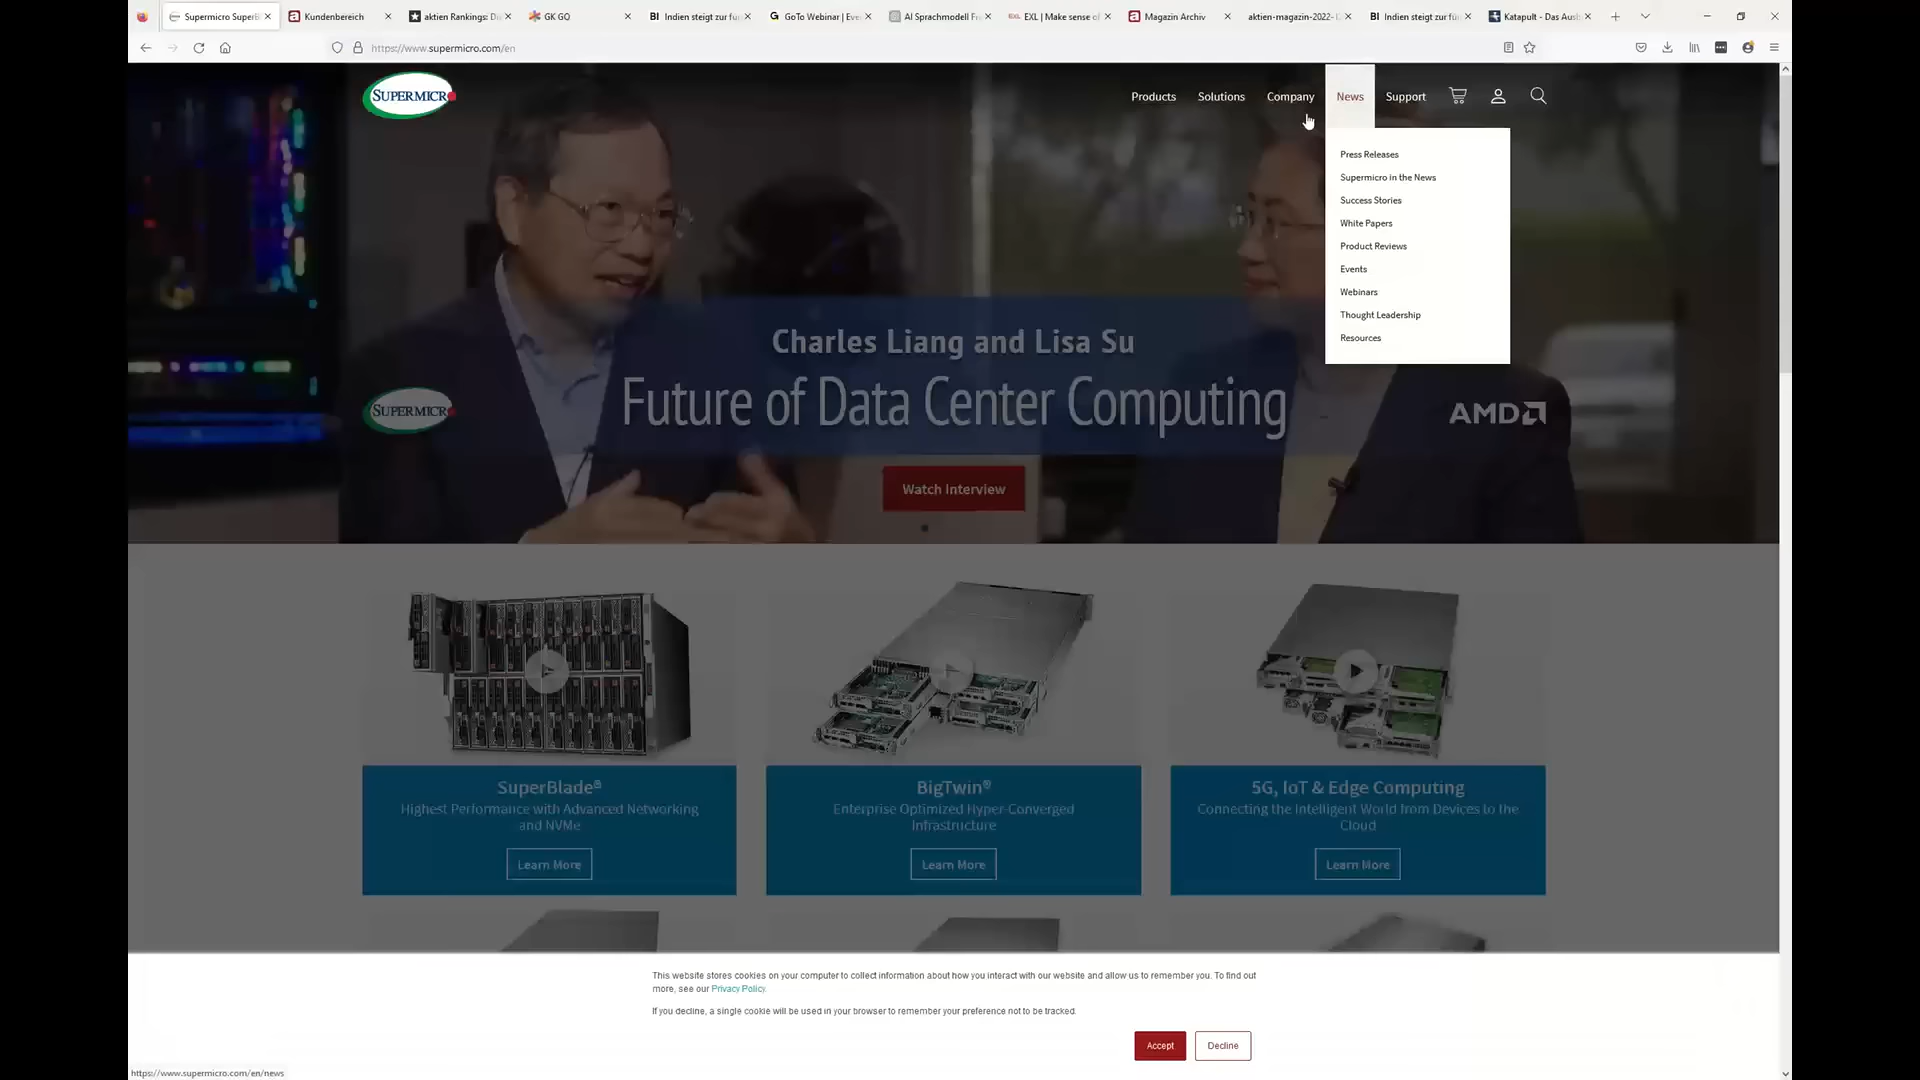 Supermicro SuperBl
Kundenbereich
aktien Rankings: Di
GK GO
BI Indien steigt zur fü
G GoTo Webinar | Eve
AI Sprachmodell Fr
EXL | Make sense of
Magazin Archiv
aktien-magazin-2022-
BI Indien steigt zur fü
Katapult - Das Ausb
https://www.supermicro.com/en
SUPERMICR
Products
Solutions
Company
News
Support
Press Releases
Supermicro in the News
Success Stories
White Papers
Product Reviews
Events
Webinars
Thought Leadership
Resources
Charles Liang and Lisa Su
Future of Data Center Computing
SUPERMICR
AMD
Watch Interview
SuperBlade®
Highest Performance with Advanced Networking
and NVMe
Learn More
BigTwin®
Enterprise Optimized Hyper-Converged
Infrastructure
Learn More
5G, IoT & Edge Computing
Connecting the Intelligent World from Devices to the
Cloud
Learn More
This website stores cookies on your computer to collect information about how you interact with our website and allow us to remember you. To find out
more, see our Privacy Policy.
If you decline, a single cookie will be used in your browser to remember your preference not to be tracked.
Accept
Decline
https://www.supermicro.com/en/news